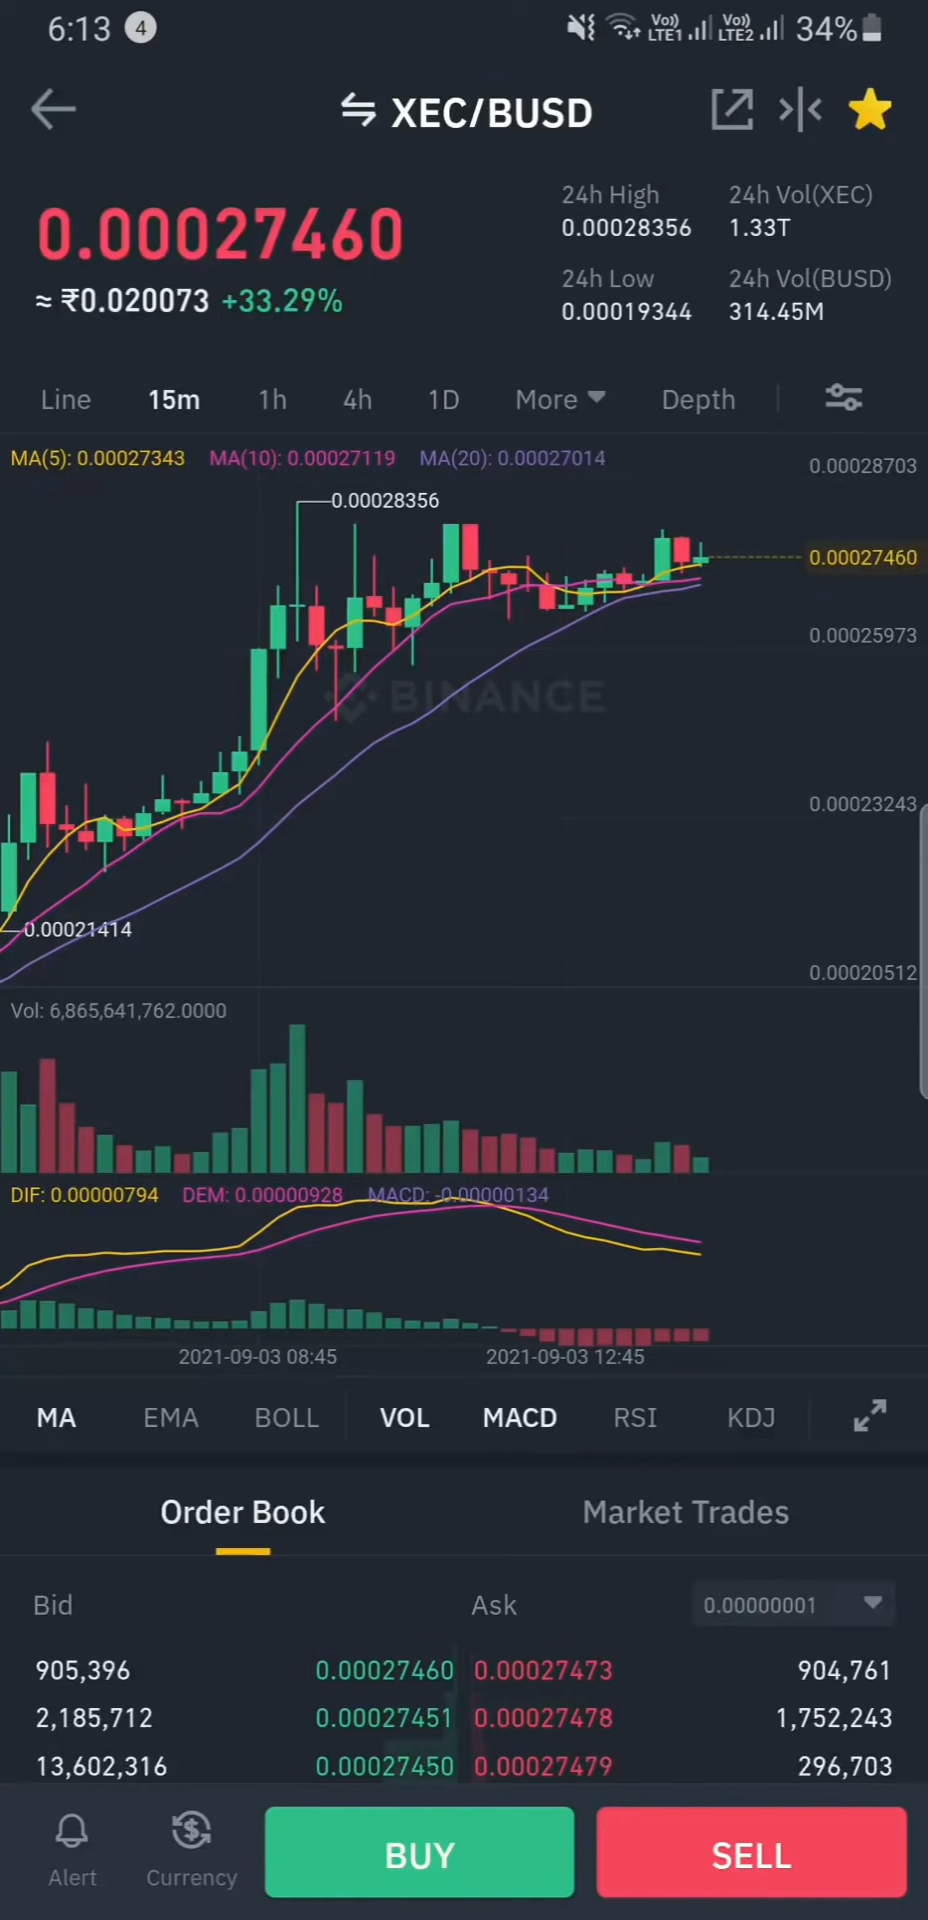 6:13 4 Vo)) LTE1 Vo)) LTE2 34%
XEC/BUSD
0.00027460
≈ ₹0.020073 +33.29%
24h High 24h Vol(XEC)
0.00028356 1.33T
24h Low 24h Vol(BUSD)
0.00019344 314.45M
Line 15m 1h 4h 1D More Depth
MA(5): 0.00027343 MA(10): 0.00027119 MA(20): 0.00027014
0.00028703
0.00028356
0.00027460
0.00025973
BINANCE
0.00023243
0.00021414
0.00020512
Vol: 6,865,641,762.0000
DIF: 0.00000794 DEM: 0.00000928 MACD: -0.00000134
2021-09-03 08:45 2021-09-03 12:45
MA EMA BOLL VOL MACD RSI KDJ
Order Book Market Trades
Bid Ask 0.00000001
905,396 0.00027460 0.00027473 904,761
2,185,712 0.00027451 0.00027478 1,752,243
13,602,316 0.00027450 0.00027479 296,703
Alert Currency BUY SELL